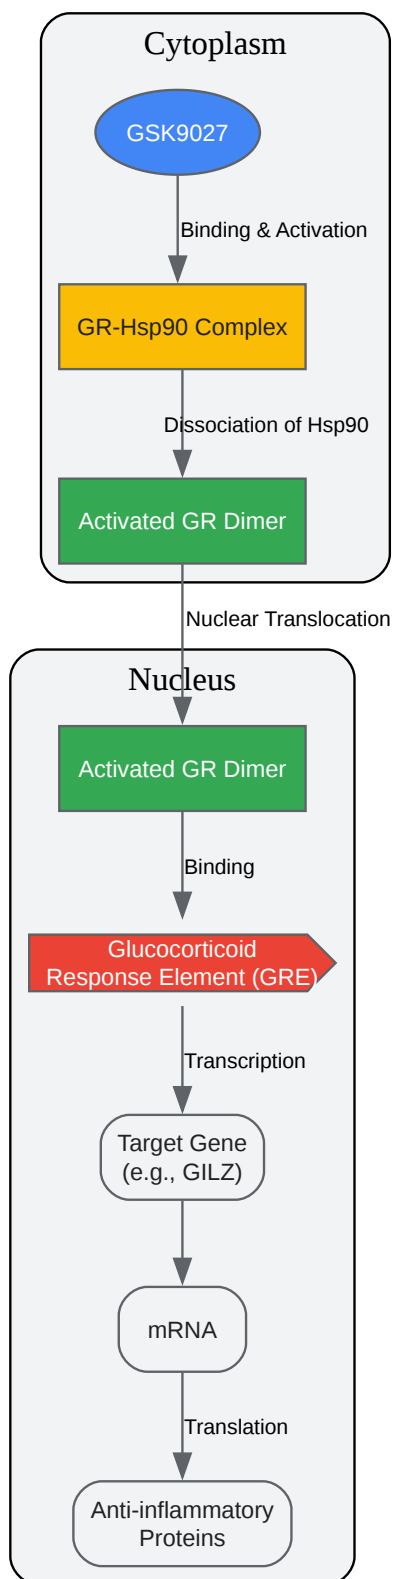 Cytoplasm
GSK9027
Binding & Activation
GR-Hsp90 Complex
Dissociation of Hsp90
Activated GR Dimer
Nuclear Translocation
Nucleus
Activated GR Dimer
Binding
Glucocorticoid
Response Element (GRE)
Transcription
Target Gene
(e.g., GILZ)
mRNA
Translation
Anti-inflammatory
Proteins